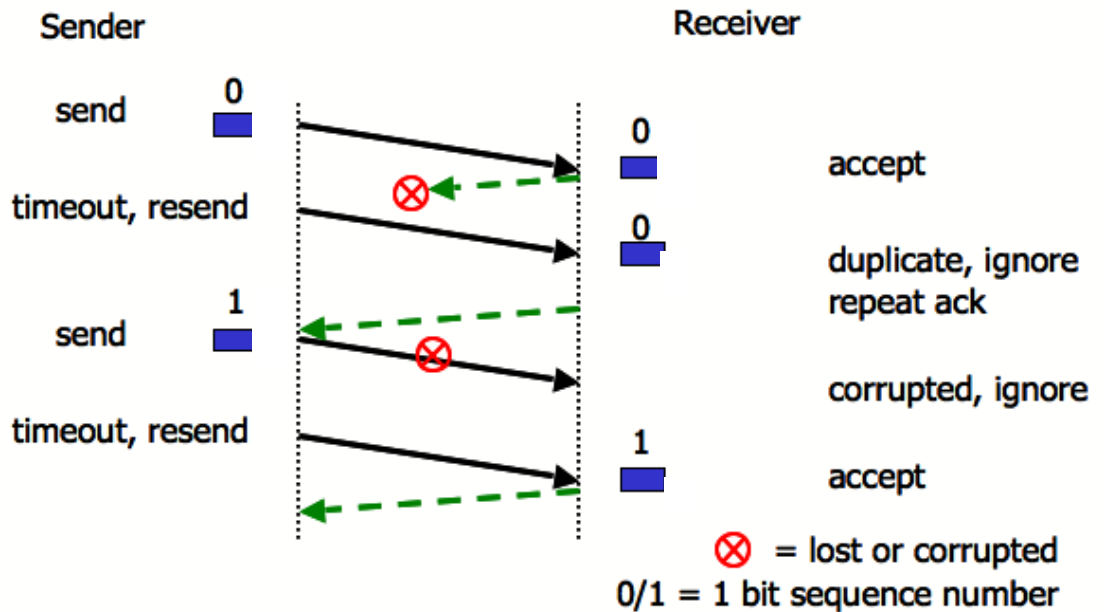 Sender
Receiver
0
send
0
accept
timeout, resend
0
duplicate, ignore
repeat ack
1
send
corrupted, ignore
timeout, resend
1
accept
= lost or corrupted
0/1 = 1 bit sequence number